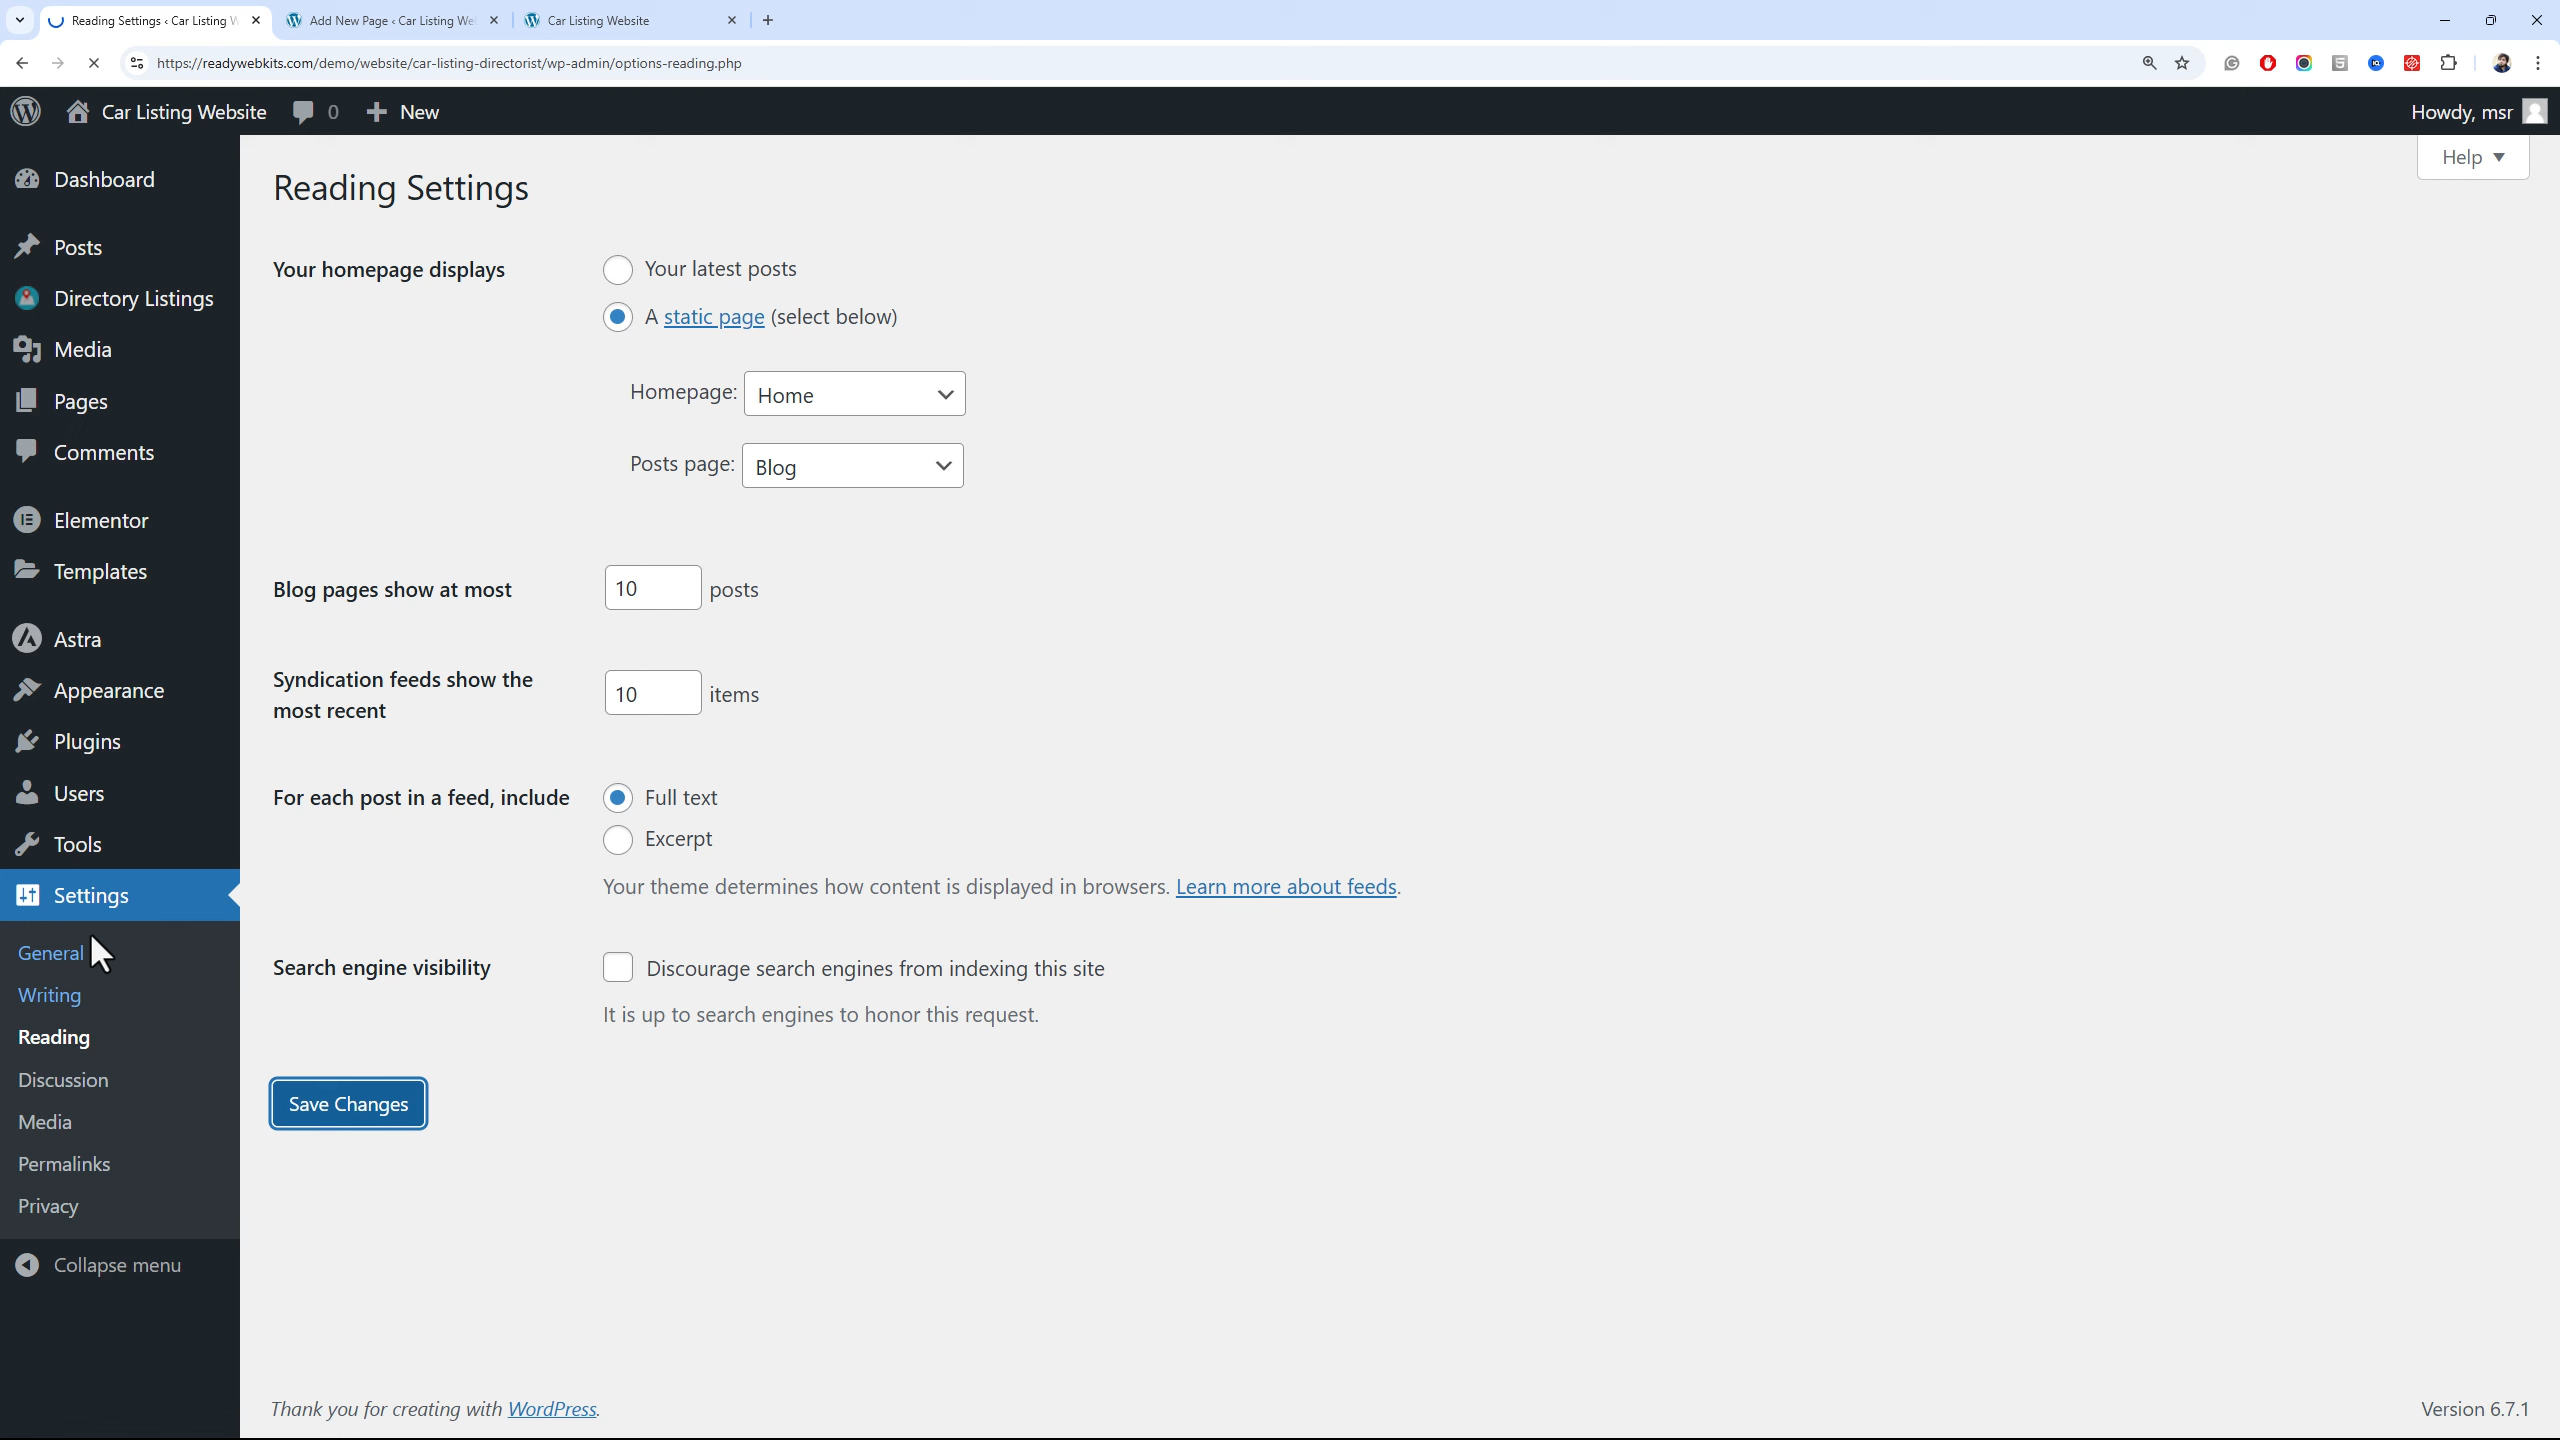 Reading Settings ‹ Car Listing W
Add New Page ‹ Car Listing We
Car Listing Website
https://readywebkits.com/demo/website/car-listing-directorist/wp-admin/options-reading.php
Car Listing Website
0
New
Howdy, msr
Help
Dashboard
Posts
Directory Listings
Media
Pages
Comments
Elementor
Templates
Astra
Appearance
Plugins
Users
Tools
Settings
General
Writing
Reading
Discussion
Media
Permalinks
Privacy
Collapse menu
Reading Settings
Your homepage displays
Your latest posts
A static page (select below)
Homepage: Home
Posts page: Blog
Blog pages show at most
10 posts
Syndication feeds show the
most recent
10 items
For each post in a feed, include
Full text
Excerpt
Your theme determines how content is displayed in browsers. Learn more about feeds.
Search engine visibility
Discourage search engines from indexing this site
It is up to search engines to honor this request.
Save Changes
Thank you for creating with WordPress.
Version 6.7.1